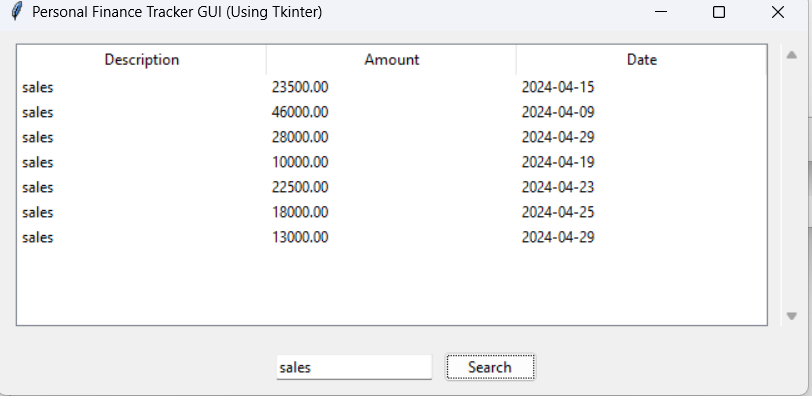 Personal Finance Tracker GUI (Using Tkinter)
Description Amount Date
sales 23500.00 2024-04-15
sales 46000.00 2024-04-09
sales 28000.00 2024-04-29
sales 10000.00 2024-04-19
sales 22500.00 2024-04-23
sales 18000.00 2024-04-25
sales 13000.00 2024-04-29
sales Search